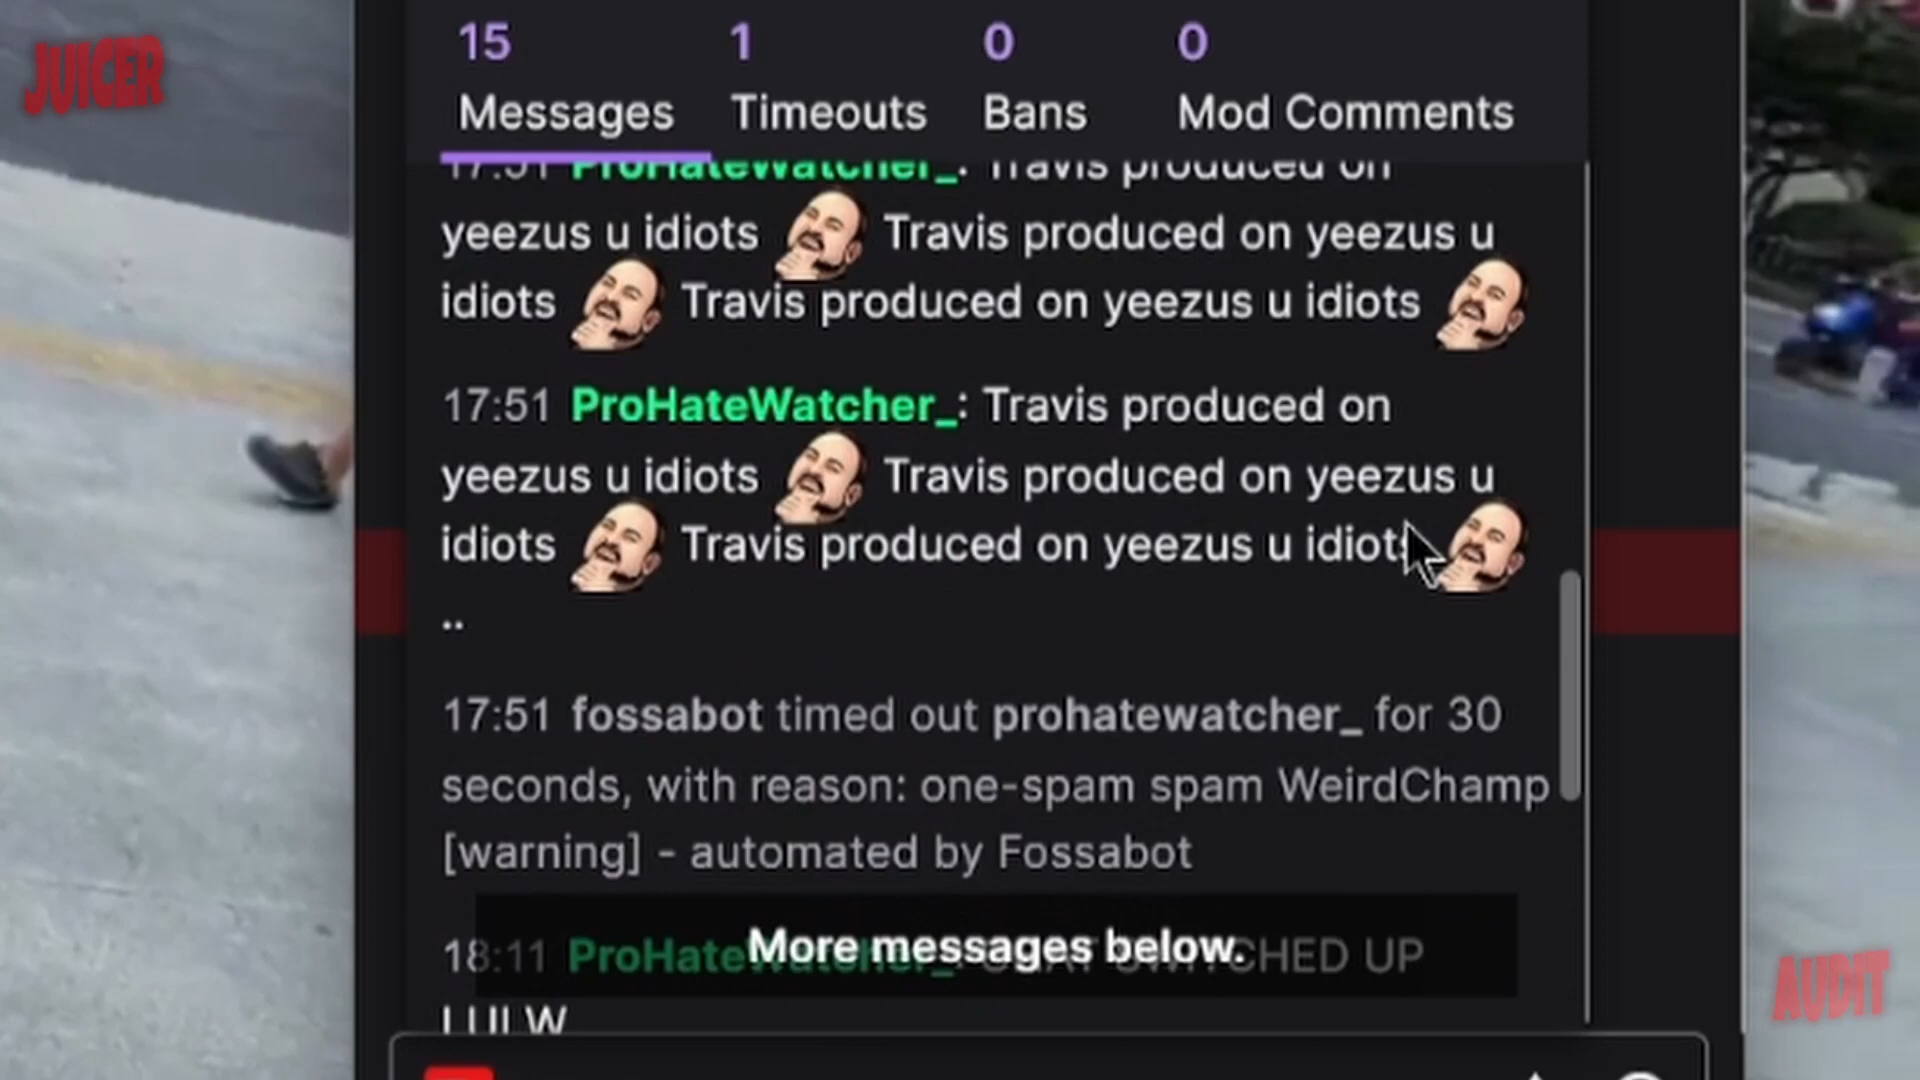 JUICER
15 1 0 0
Messages Timeouts Bans Mod Comments
17:51 ProHateWatcher_: Travis produced on
yeezus u idiots Travis produced on yeezus u
idiots Travis produced on yeezus u idiots
17:51 ProHateWatcher_: Travis produced on
yeezus u idiots Travis produced on yeezus u
idiots Travis produced on yeezus u idiots
..
17:51 fossabot timed out prohatewatcher_ for 30
seconds, with reason: one-spam spam WeirdChamp
[warning] - automated by Fossabot
More messages below.
18:11 ProHateWatcher_: CHAT SWITCHED UP
LULW
AUDIT